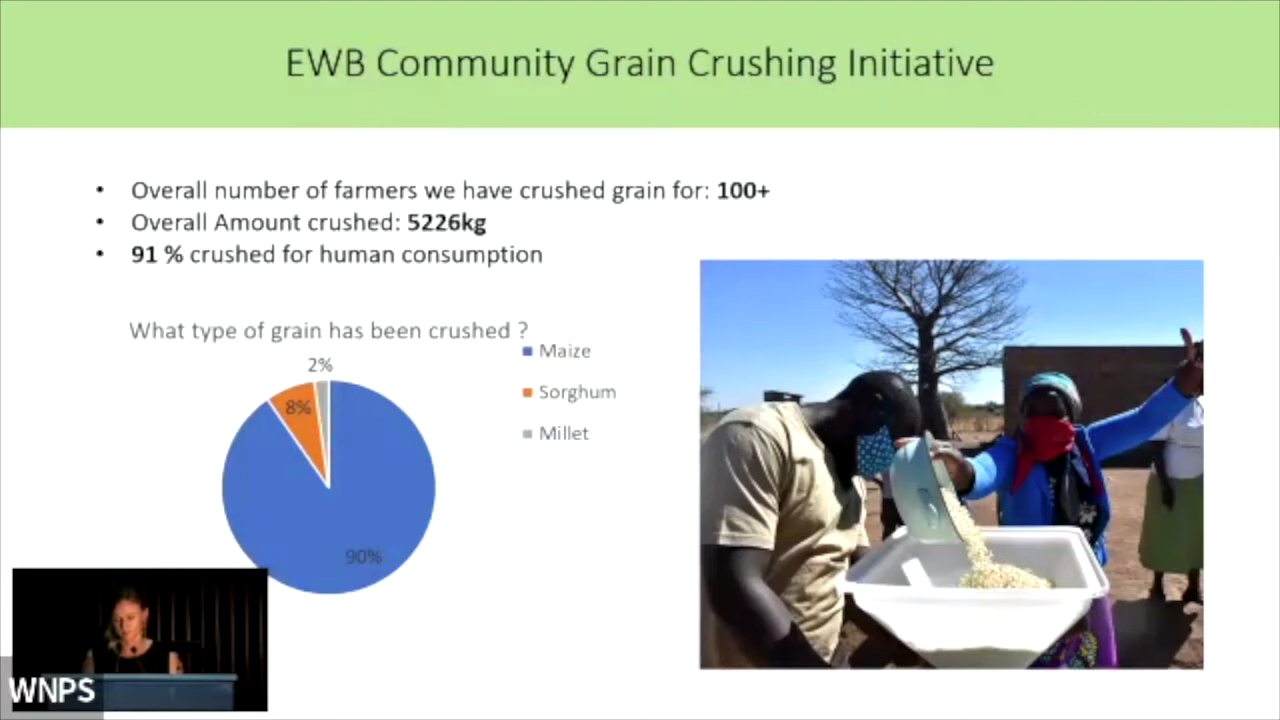 EWB Community Grain Crushing Initiative
• Overall number of farmers we have crushed grain for: 100+
• Overall Amount crushed: 5226kg
• 91 % crushed for human consumption
What type of grain has been crushed ?
Maize
Sorghum
Millet
2%
8%
90%
WNPS